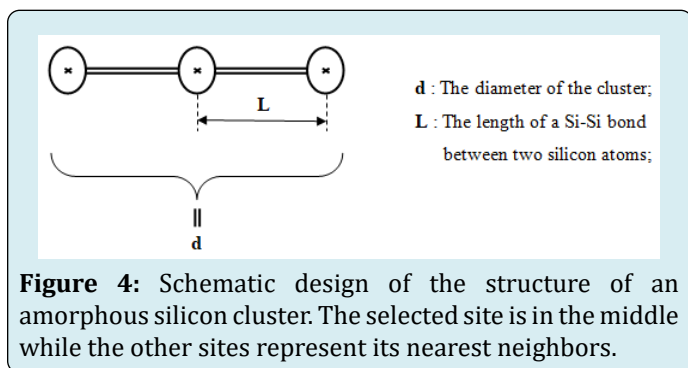 L
d : The diameter of the cluster;
L : The length of a Si-Si bond
between two silicon atoms;
d
Figure 4: Schematic design of the structure of an
amorphous silicon cluster. The selected site is in the middle
while the other sites represent its nearest neighbors.